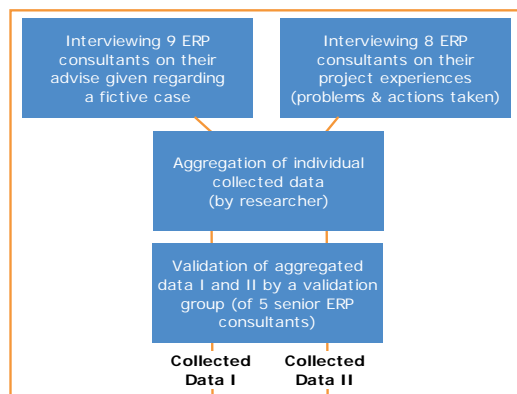 Interviewing 9 ERP
consultants on their
advise given regarding
a fictive case
Interviewing 8 ERP
consultants on their
project experiences
(problems & actions taken)
Aggregation of individual
collected data
(by researcher)
Validation of aggregated
data I and II by a validation
group (of 5 senior ERP
consultants)
Collected
Data I
Collected
Data II